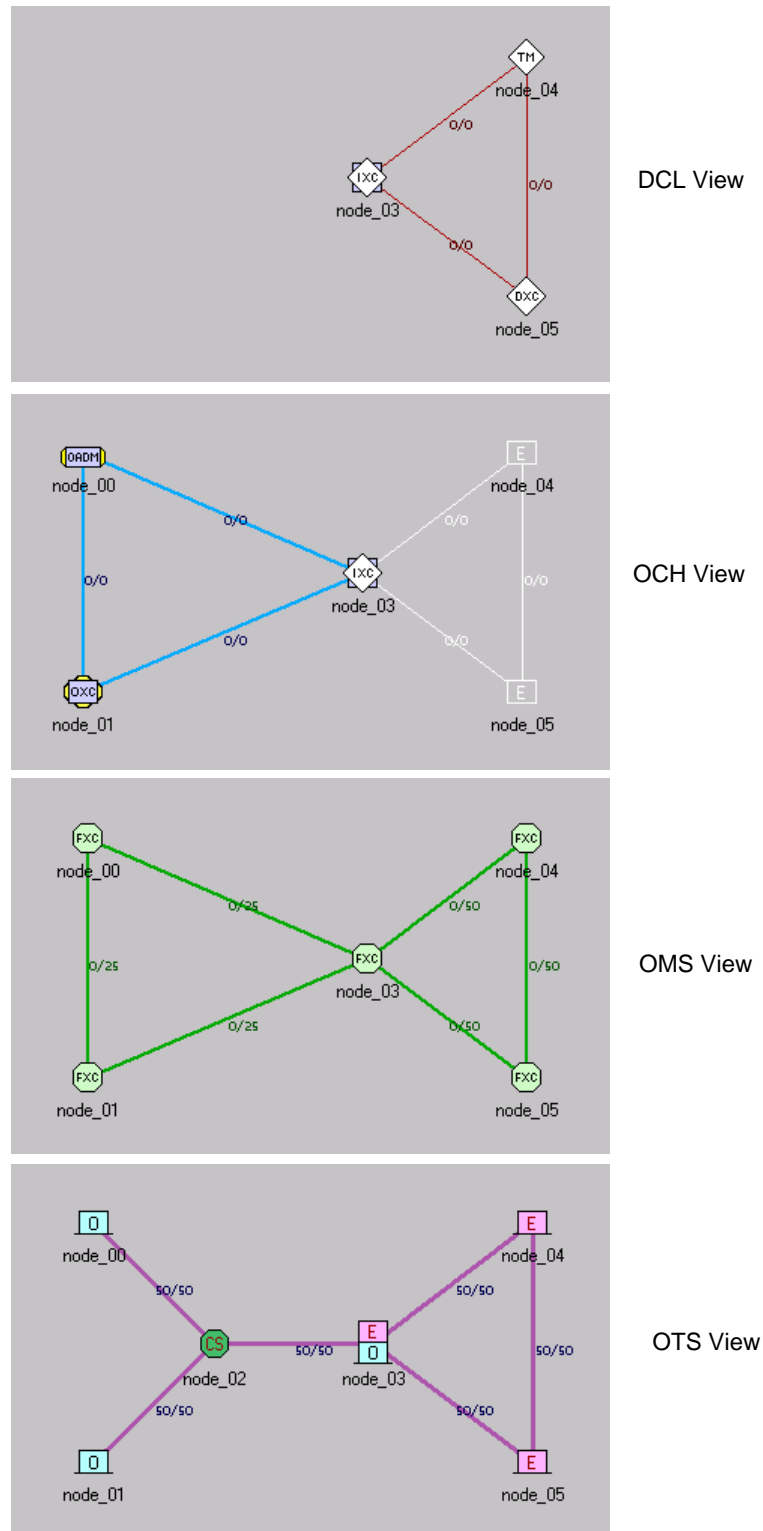 TM
node_04
0/0
IXC
node_03
0/0
DCL View
0/0
DXC
node_05
OADM
node_00
E
node_04
0/0
0/0
IXC
node_03
0/0
0/0
OCH View
0/0
0/0
OXC
node_01
E
node_05
FXC
node_00
FXC
node_04
0/25
0/50
FXC
node_03
0/25
0/50
OMS View
0/25
0/50
FXC
node_01
FXC
node_05
O
node_00
E
node_04
50/50
50/50
CS
node_02
50/50
E
O
node_03
50/50
OTS View
50/50
50/50
O
node_01
E
node_05